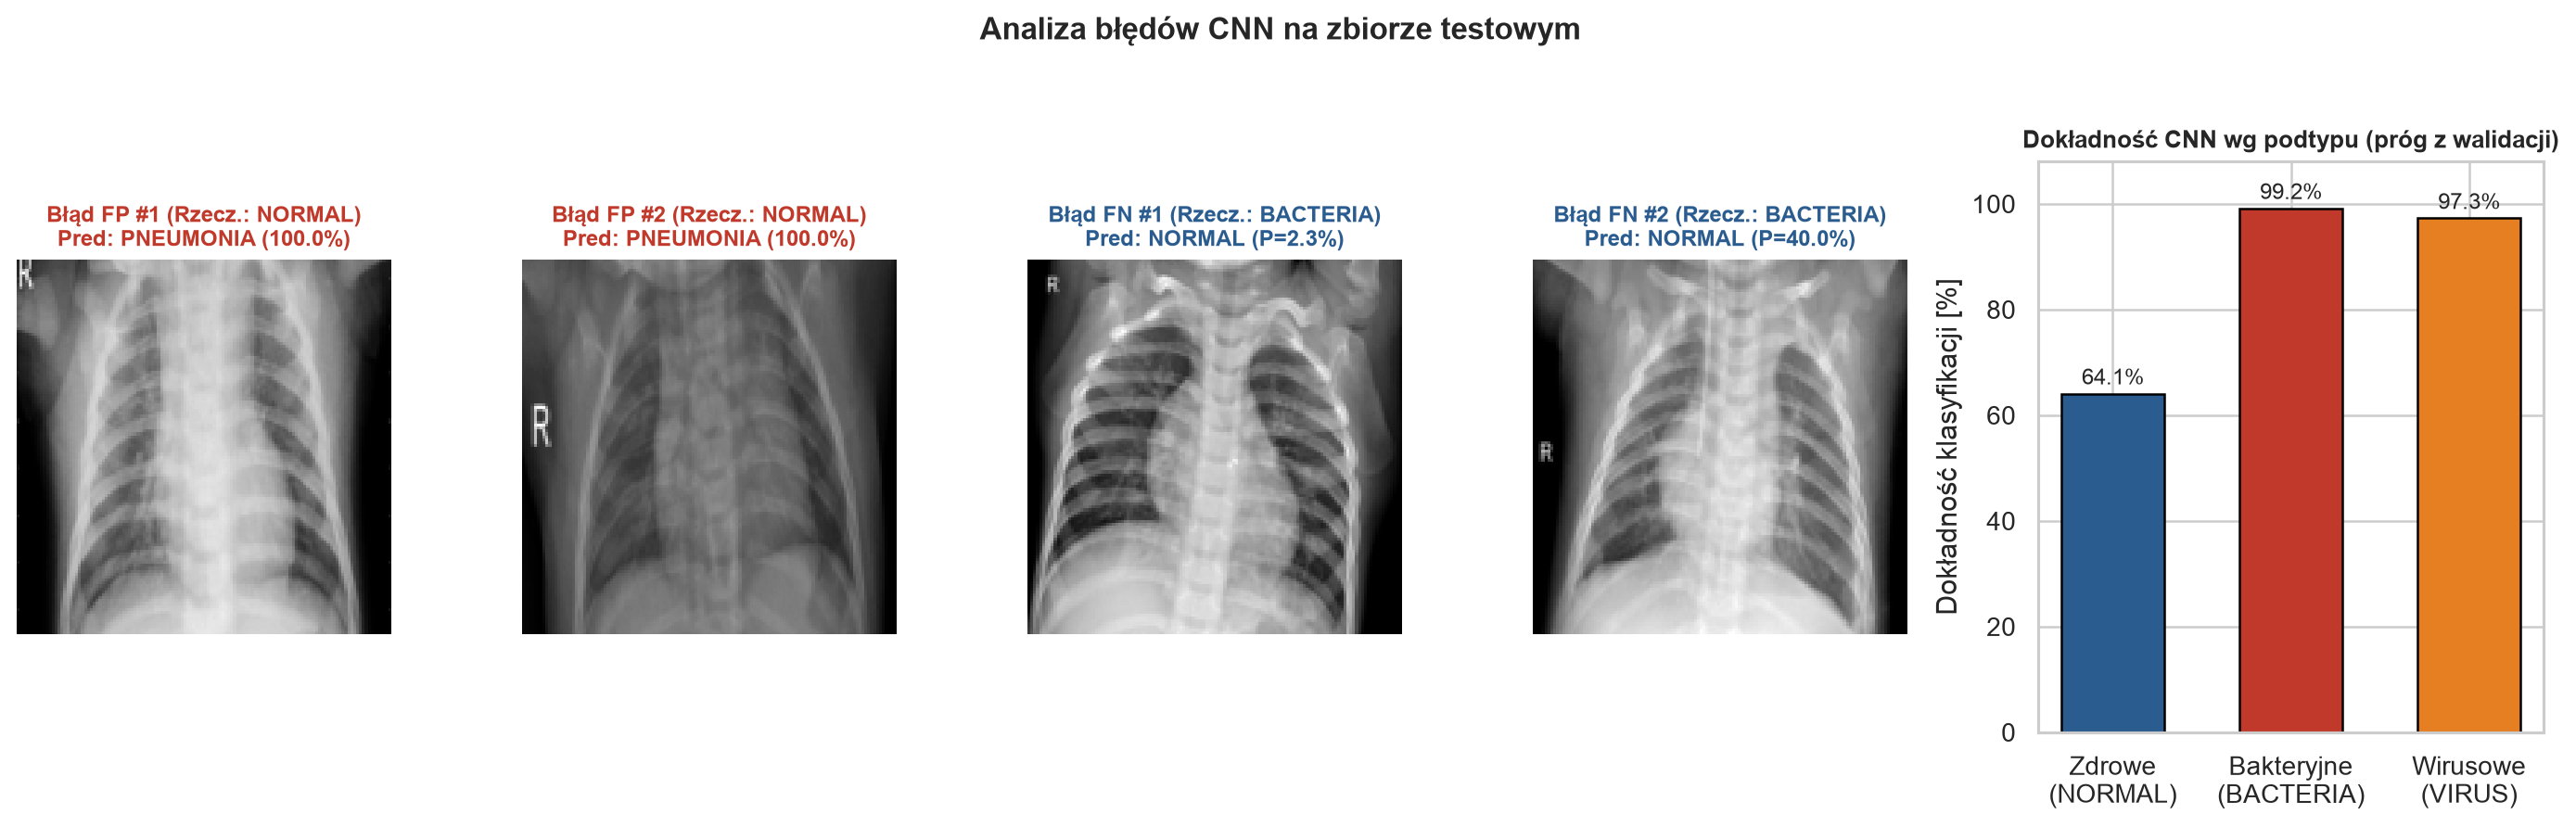 Analiza błędów CNN na zbiorze testowym
Błąd FP #1 (Rzecz.: NORMAL)
Pred: PNEUMONIA (100.0%)
R
Błąd FP #2 (Rzecz.: NORMAL)
Pred: PNEUMONIA (100.0%)
R
Błąd FN #1 (Rzecz.: BACTERIA)
Pred: NORMAL (P=2.3%)
R
Błąd FN #2 (Rzecz.: BACTERIA)
Pred: NORMAL (P=40.0%)
R
Dokładność CNN wg podtypu (próg z walidacji)
Dokładność klasyfikacji [%]
100
80
60
40
20
0
64.1%
99.2%
97.3%
Zdrowe
(NORMAL)
Bakteryjne
(BACTERIA)
Wirusowe
(VIRUS)